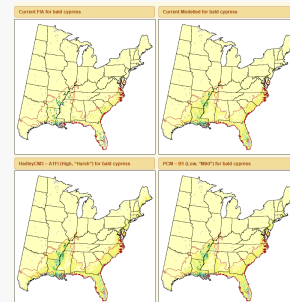 Current FIA for bald cypress
Current Modelled for bald cypress
HadleyCM3 – A1FI (High, "Harsh") for bald cypress
PCM – B1 (Low, "Mild") for bald cypress